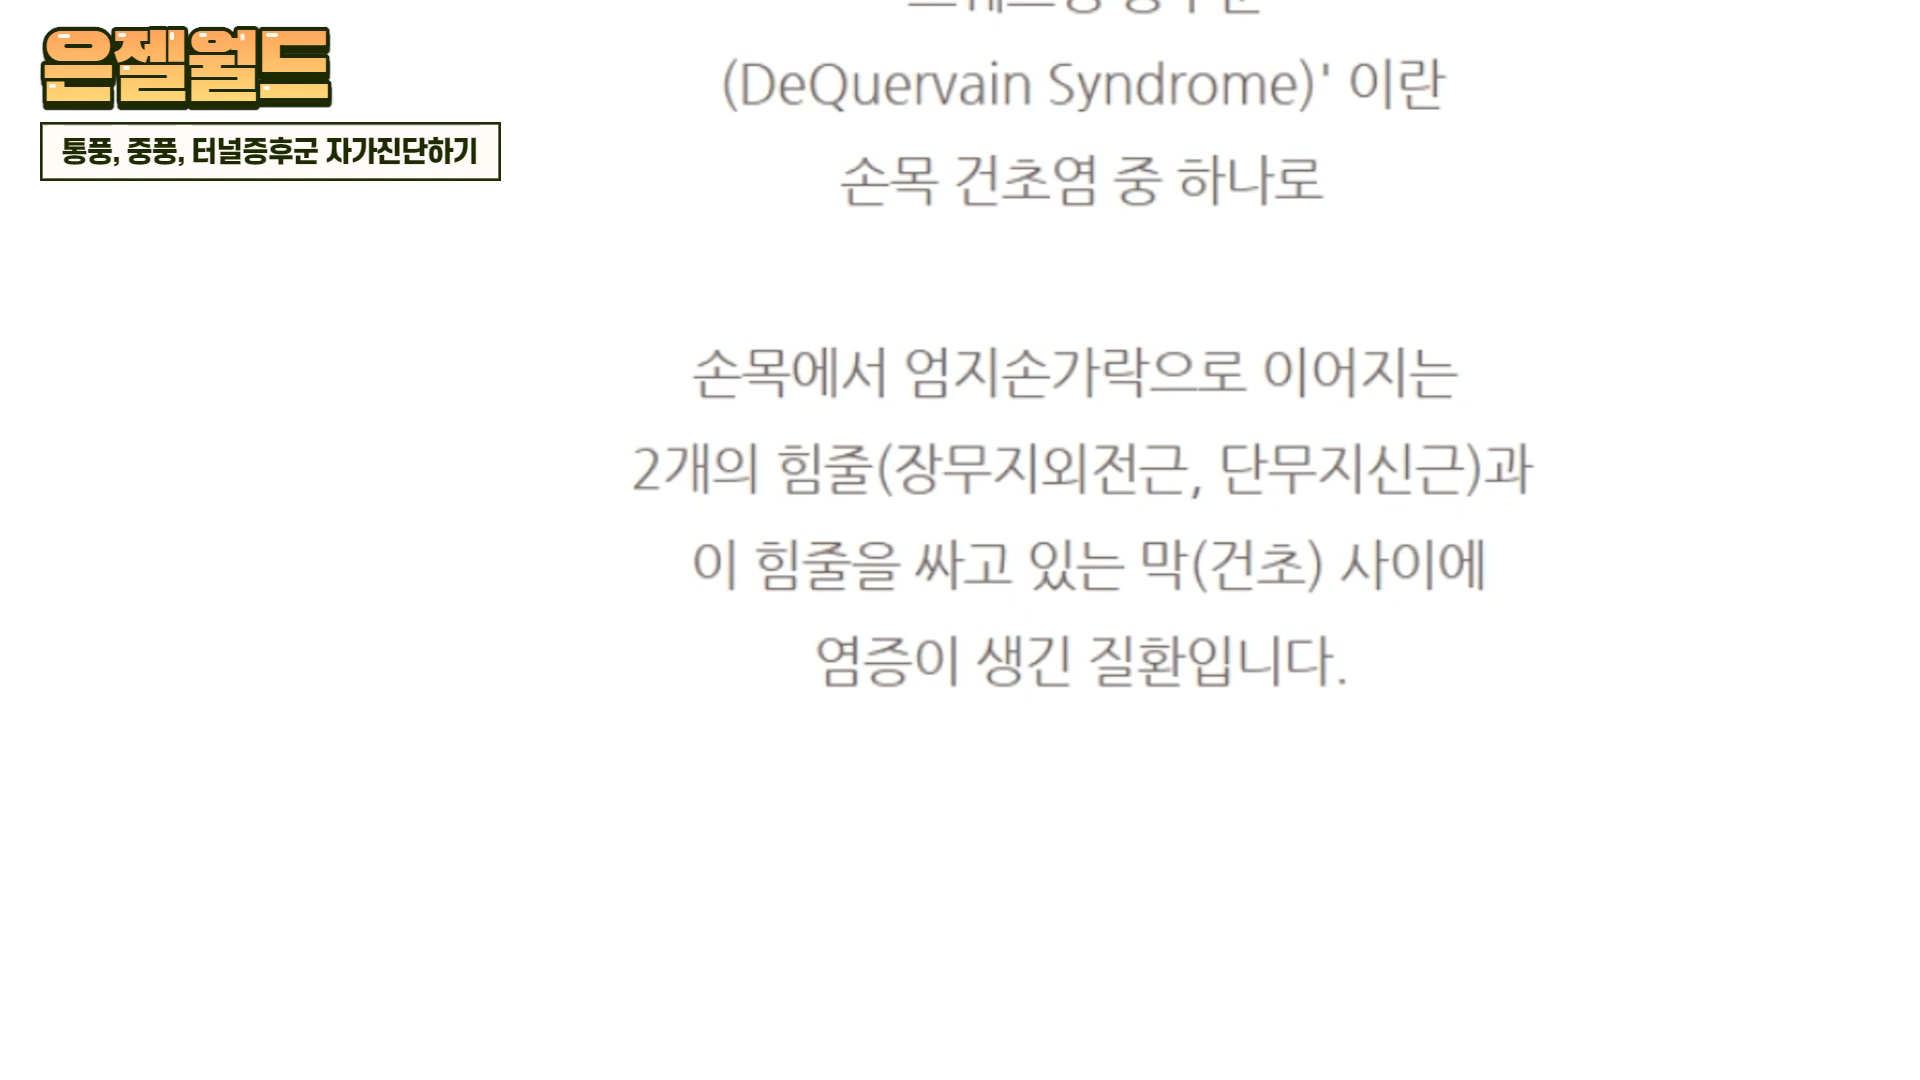 은젤월드
통풍, 중풍, 터널증후군 자가진단하기
(DeQuervain Syndrome)' 이란
손목 건초염 중 하나로
손목에서 엄지손가락으로 이어지는
2개의 힘줄(장무지외전근, 단무지신근)과
이 힘줄을 싸고 있는 막(건초) 사이에
염증이 생긴 질환입니다.